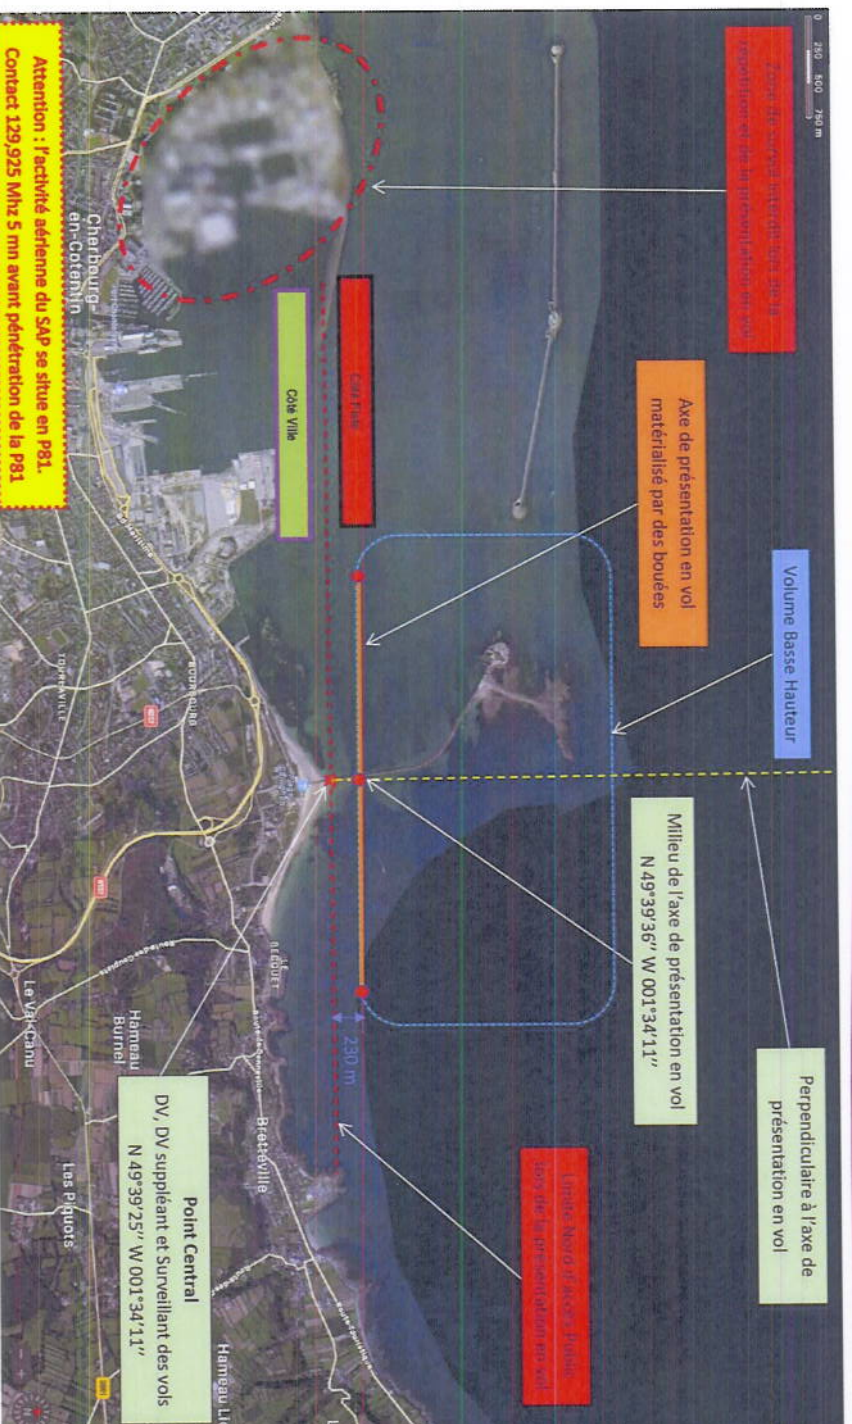 0 250 500 750 m
Zone de survol interdit lors de la
répétition et de la présentation en vol
Axe de présentation en vol
matérialisé par des bouées
Volume Basse Hauteur
Milieu de l'axe de présentation en vol
N 49°39'36'' W 001°34'11''
Perpendiculaire à l'axe de
présentation en vol
Côté Piste
Côté Ville
230 m
Limite Nord d'accès Public
lors de la présentation en vol
Point Central
DV, DV suppléant et Surveillant des vols
N 49°39'25'' W 001°34'11''
Cherbourg-
en-Cotentin
TOURLAVILLE
BOURBOURG
LE
BECQUET
Bretteville
Hameau
Burnel
Le Val Canu
Les Piquots
Hameau
Attention : l'activité aérienne du SAP se situe en P81.
Contact 129,925 Mhz 5 mn avant pénétration de la P81